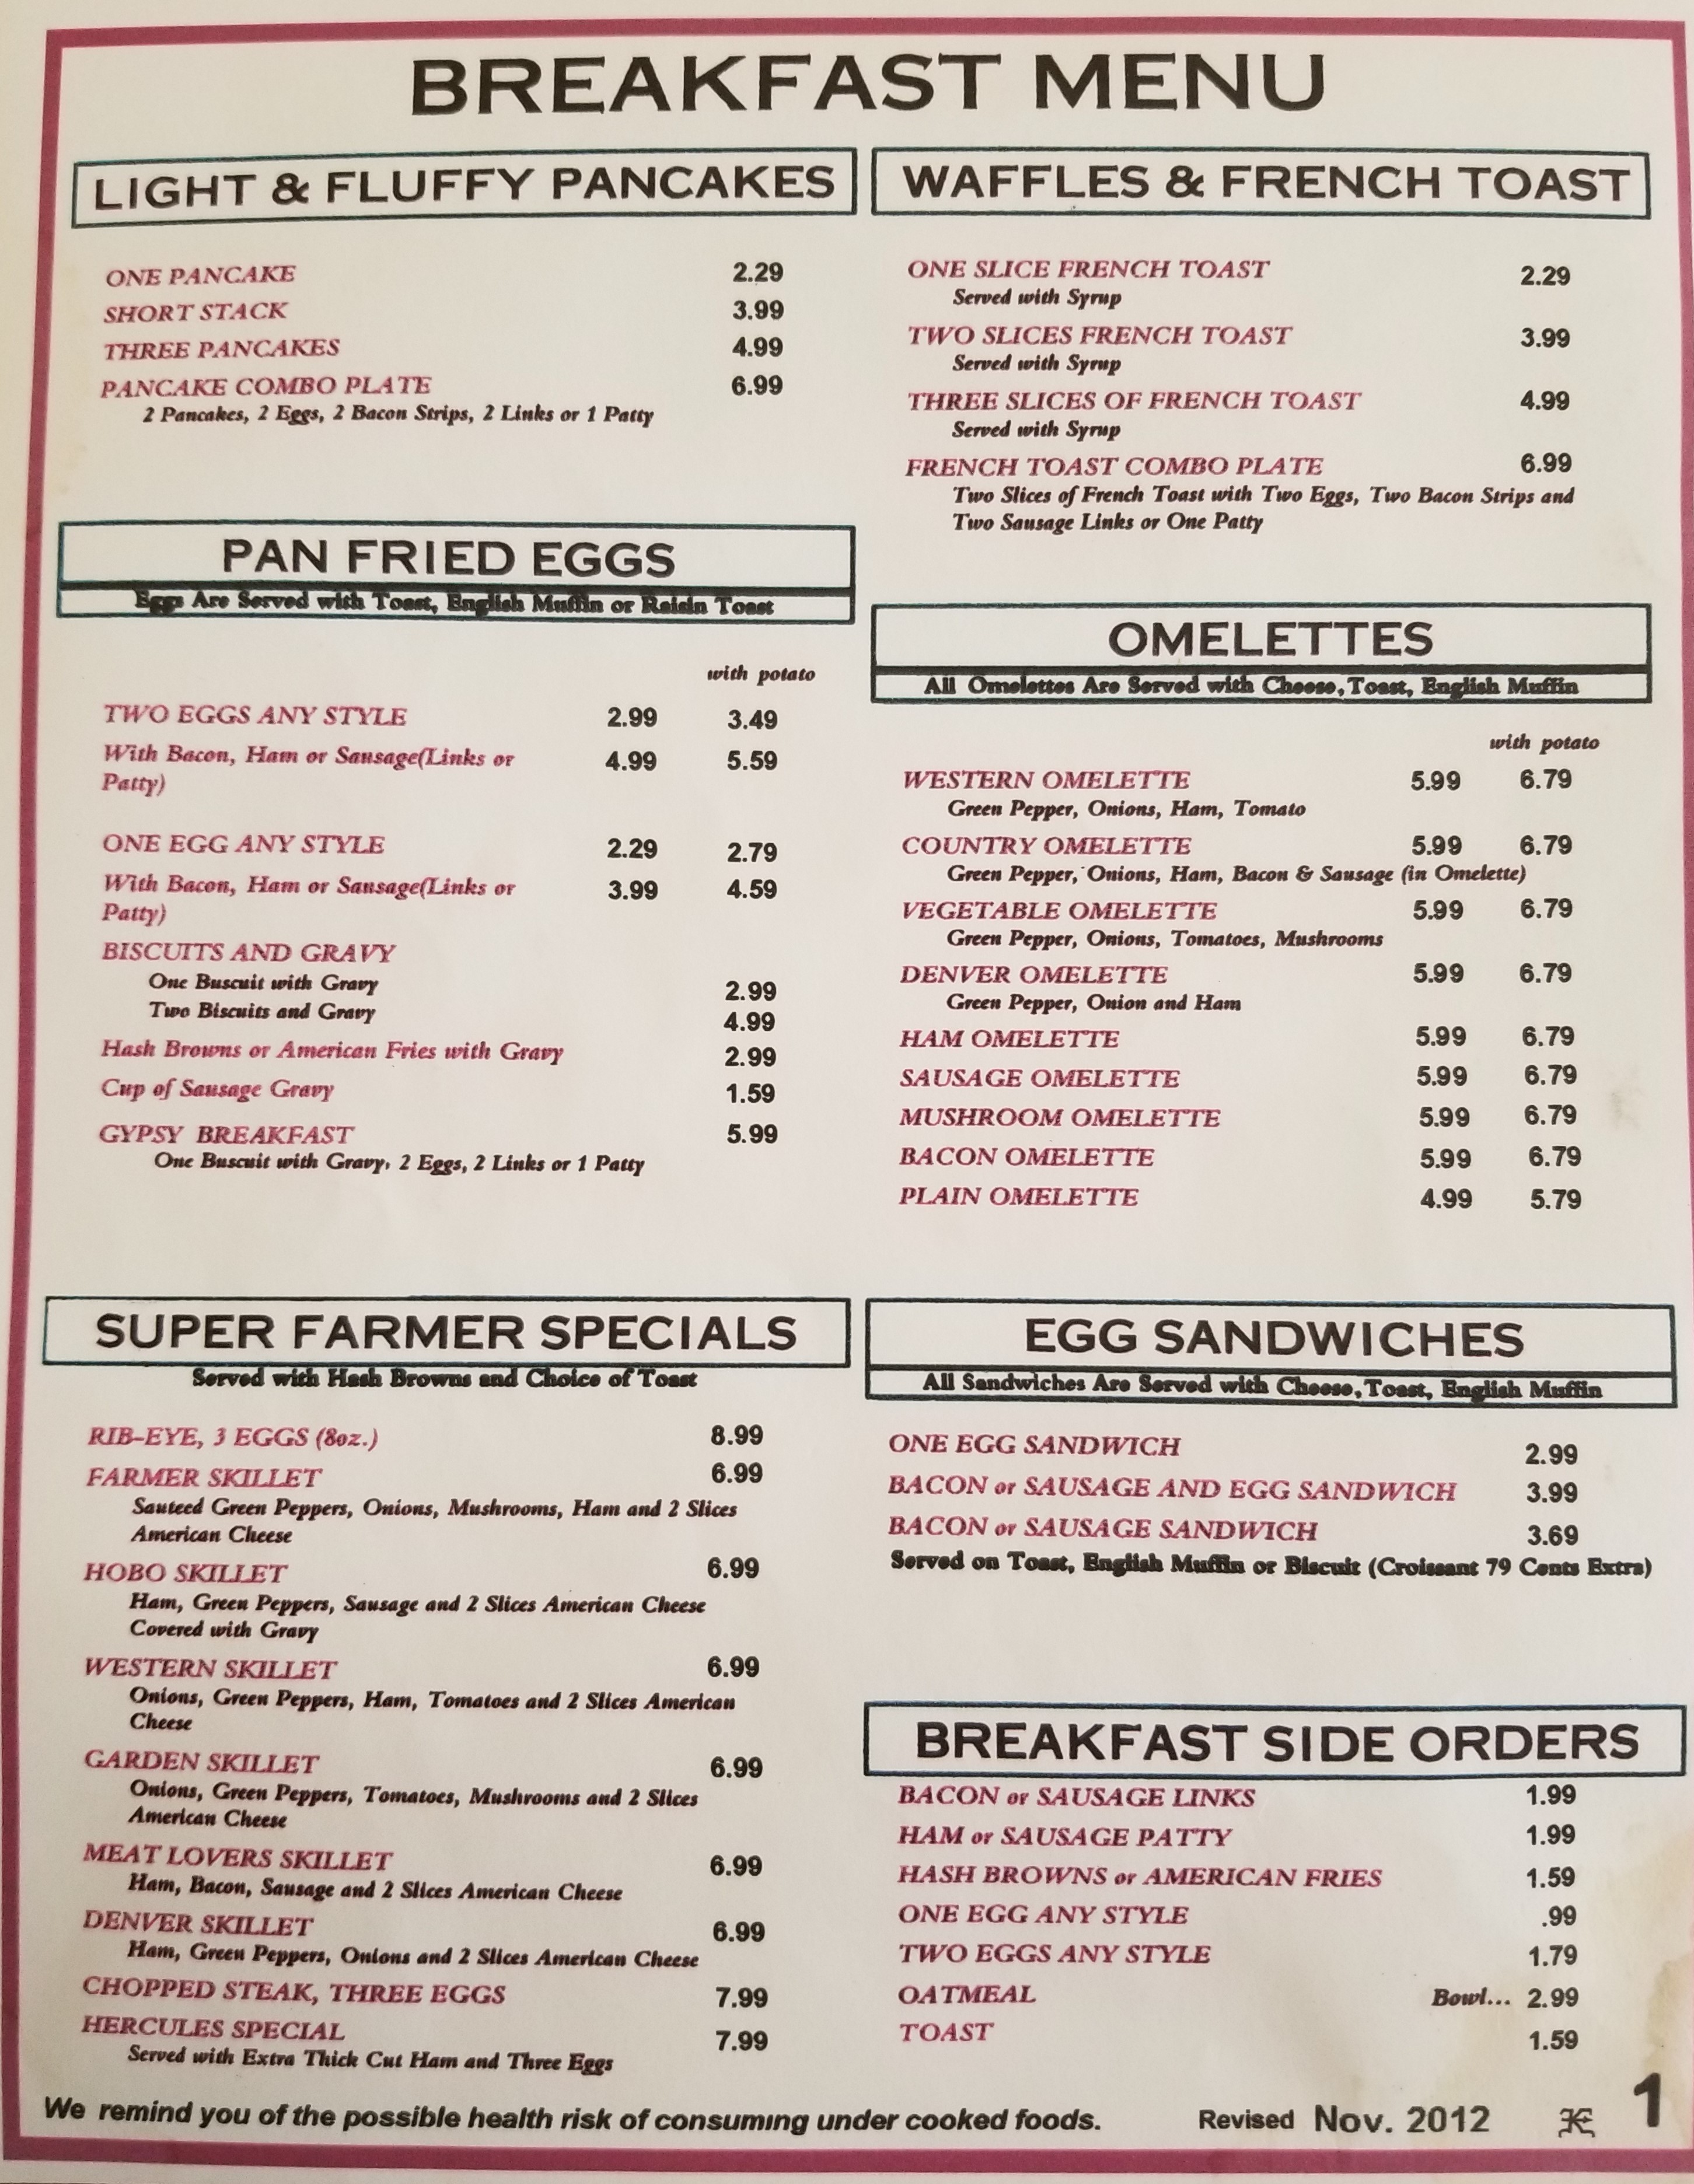 BREAKFAST MENU
LIGHT & FLUFFY PANCAKES
ONE PANCAKE 2.29
SHORT STACK 3.99
THREE PANCAKES 4.99
PANCAKE COMBO PLATE 6.99
2 Pancakes, 2 Eggs, 2 Bacon Strips, 2 Links or 1 Patty
PAN FRIED EGGS
Eggs Are Served with Toast, English Muffin or Raisin Toast
with potato
TWO EGGS ANY STYLE 2.99 3.49
With Bacon, Ham or Sausage(Links or 4.99 5.59
Patty)
ONE EGG ANY STYLE 2.29 2.79
With Bacon, Ham or Sausage(Links or 3.99 4.59
Patty)
BISCUITS AND GRAVY
One Buscuit with Gravy 2.99
Two Biscuits and Gravy 4.99
Hash Browns or American Fries with Gravy 2.99
Cup of Sausage Gravy 1.59
GYPSY BREAKFAST 5.99
One Buscuit with Gravy, 2 Eggs, 2 Links or 1 Patty
SUPER FARMER SPECIALS
Served with Hash Browns and Choice of Toast
RIB-EYE, 3 EGGS (8oz.) 8.99
FARMER SKILLET 6.99
Sauteed Green Peppers, Onions, Mushrooms, Ham and 2 Slices
American Cheese
HOBO SKILLET 6.99
Ham, Green Peppers, Sausage and 2 Slices American Cheese
Covered with Gravy
WESTERN SKILLET 6.99
Onions, Green Peppers, Ham, Tomatoes and 2 Slices American
Cheese
GARDEN SKILLET 6.99
Onions, Green Peppers, Tomatoes, Mushrooms and 2 Slices
American Cheese
MEAT LOVERS SKILLET 6.99
Ham, Bacon, Sausage and 2 Slices American Cheese
DENVER SKILLET 6.99
Ham, Green Peppers, Onions and 2 Slices American Cheese
CHOPPED STEAK, THREE EGGS 7.99
HERCULES SPECIAL 7.99
Served with Extra Thick Cut Ham and Three Eggs
WAFFLES & FRENCH TOAST
ONE SLICE FRENCH TOAST 2.29
Served with Syrup
TWO SLICES FRENCH TOAST 3.99
Served with Syrup
THREE SLICES OF FRENCH TOAST 4.99
Served with Syrup
FRENCH TOAST COMBO PLATE 6.99
Two Slices of French Toast with Two Eggs, Two Bacon Strips and
Two Sausage Links or One Patty
OMELETTES
All Omelettes Are Served with Cheese, Toast, English Muffin
with potato
WESTERN OMELETTE 5.99 6.79
Green Pepper, Onions, Ham, Tomato
COUNTRY OMELETTE 5.99 6.79
Green Pepper, Onions, Ham, Bacon & Sausage (in Omelette)
VEGETABLE OMELETTE 5.99 6.79
Green Pepper, Onions, Tomatoes, Mushrooms
DENVER OMELETTE 5.99 6.79
Green Pepper, Onion and Ham
HAM OMELETTE 5.99 6.79
SAUSAGE OMELETTE 5.99 6.79
MUSHROOM OMELETTE 5.99 6.79
BACON OMELETTE 5.99 6.79
PLAIN OMELETTE 4.99 5.79
EGG SANDWICHES
All Sandwiches Are Served with Cheese, Toast, English Muffin
ONE EGG SANDWICH 2.99
BACON or SAUSAGE AND EGG SANDWICH 3.99
BACON or SAUSAGE SANDWICH 3.69
Served on Toast, English Muffin or Biscuit (Croissant 79 Cents Extra)
BREAKFAST SIDE ORDERS
BACON or SAUSAGE LINKS 1.99
HAM or SAUSAGE PATTY 1.99
HASH BROWNS or AMERICAN FRIES 1.59
ONE EGG ANY STYLE .99
TWO EGGS ANY STYLE 1.79
OATMEAL Bowl... 2.99
TOAST 1.59
We remind you of the possible health risk of consuming under cooked foods. Revised Nov. 2012 1